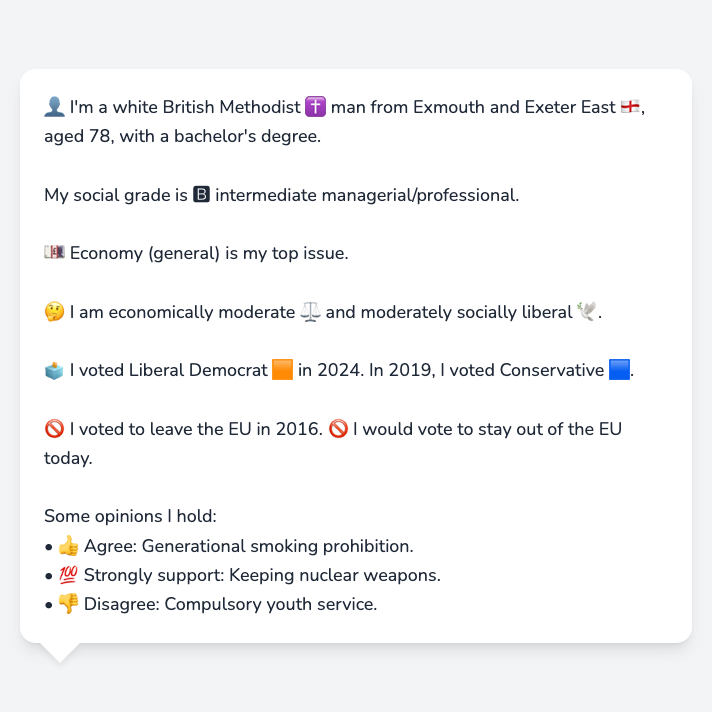 👤 I'm a white British Methodist ✝️ man from Exmouth and Exeter East 🏴󠁧󠁢󠁥󠁮󠁧󠁿,
aged 78, with a bachelor's degree.
My social grade is 🅱 intermediate managerial/professional.
💷 Economy (general) is my top issue.
🤔 I am economically moderate ⚖️ and moderately socially liberal 🕊️.
🗳️ I voted Liberal Democrat 🟧 in 2024. In 2019, I voted Conservative 🟦.
🚫 I voted to leave the EU in 2016. 🚫 I would vote to stay out of the EU
today.
Some opinions I hold:
• 👍 Agree: Generational smoking prohibition.
• 💯 Strongly support: Keeping nuclear weapons.
• 👎 Disagree: Compulsory youth service.